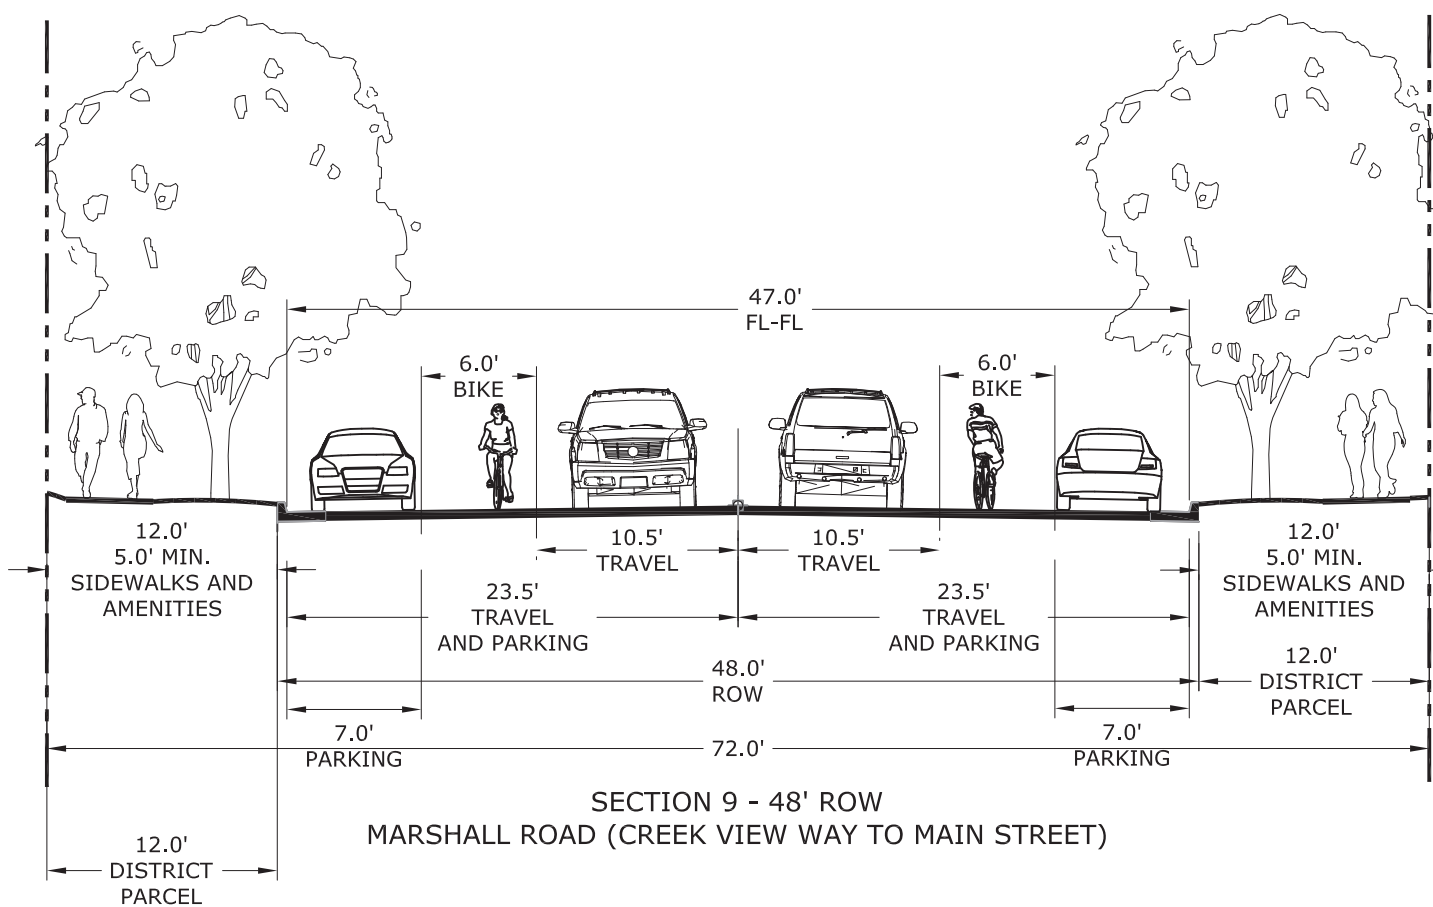 47.0'
FL-FL
6.0'
BIKE
6.0'
BIKE
12.0'
5.0' MIN.
SIDEWALKS AND
AMENITIES
10.5'
TRAVEL
10.5'
TRAVEL
12.0'
5.0' MIN.
SIDEWALKS AND
AMENITIES
23.5'
TRAVEL
AND PARKING
23.5'
TRAVEL
AND PARKING
48.0'
ROW
12.0'
DISTRICT
PARCEL
7.0'
PARKING
72.0'
7.0'
PARKING
SECTION 9 - 48' ROW
MARSHALL ROAD (CREEK VIEW WAY TO MAIN STREET)
12.0'
DISTRICT
PARCEL